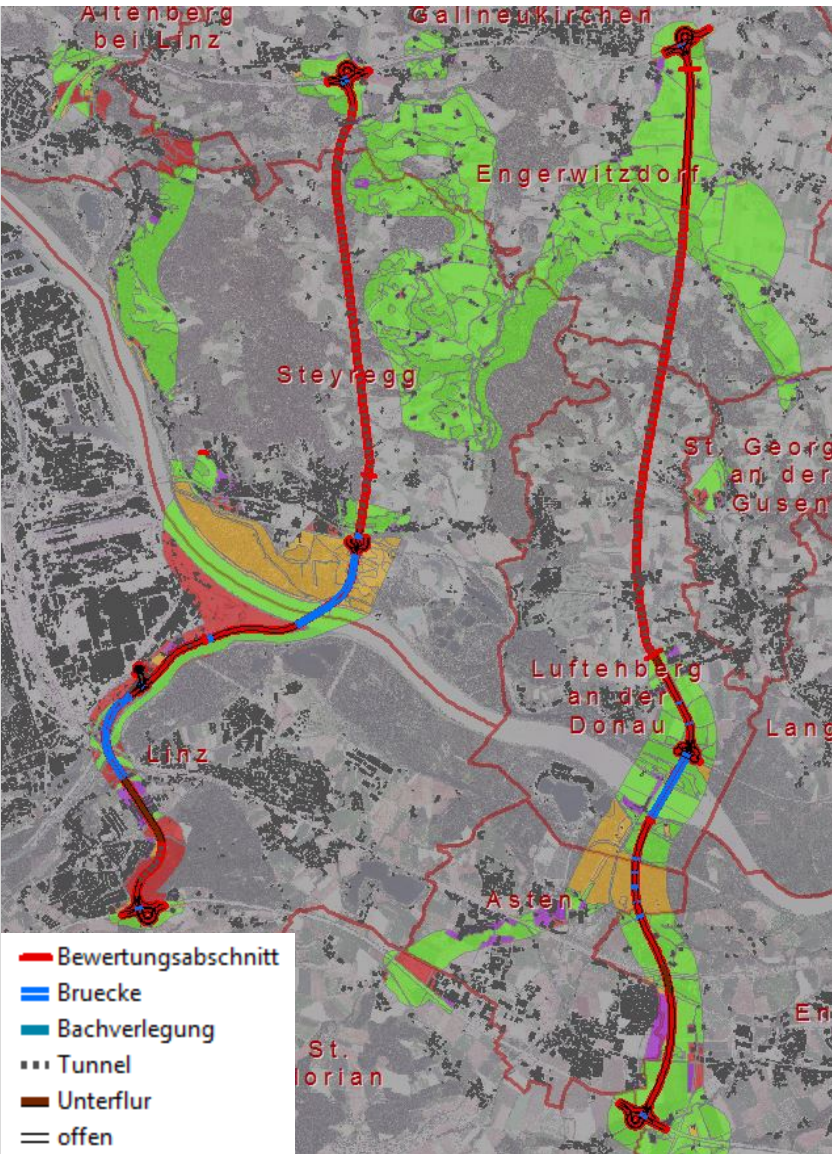 Altenberg
bei Linz
Gallneukirchen
Engerwitzdorf
Steyregg
St. Georg
an der
Gusen
Luftenberg
an der
Donau
Lang
Linz
Asten
En
St.
lorian
Bewertungsabschnitt
Bruecke
Bachverlegung
Tunnel
Unterflur
offen